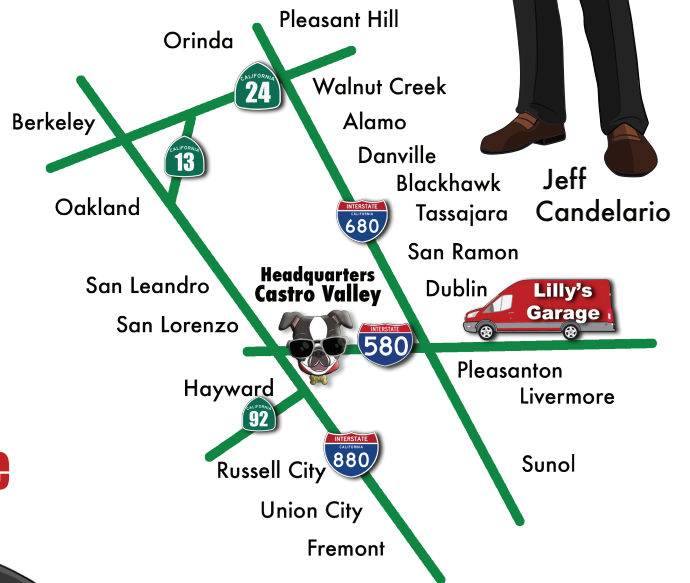 Pleasant Hill
Orinda
CALIFORNIA
24
Walnut Creek
Berkeley
Alamo
CALIFORNIA
13
Danville
Blackhawk
Jeff
Candelario
Oakland
INTERSTATE
CALIFORNIA
680
Tassajara
San Ramon
Headquarters
Castro Valley
San Leandro
Dublin
Lilly's
Garage
San Lorenzo
INTERSTATE
580
Pleasanton
Livermore
Hayward
CALIFORNIA
92
INTERSTATE
CALIFORNIA
880
Russell City
Sunol
Union City
Fremont